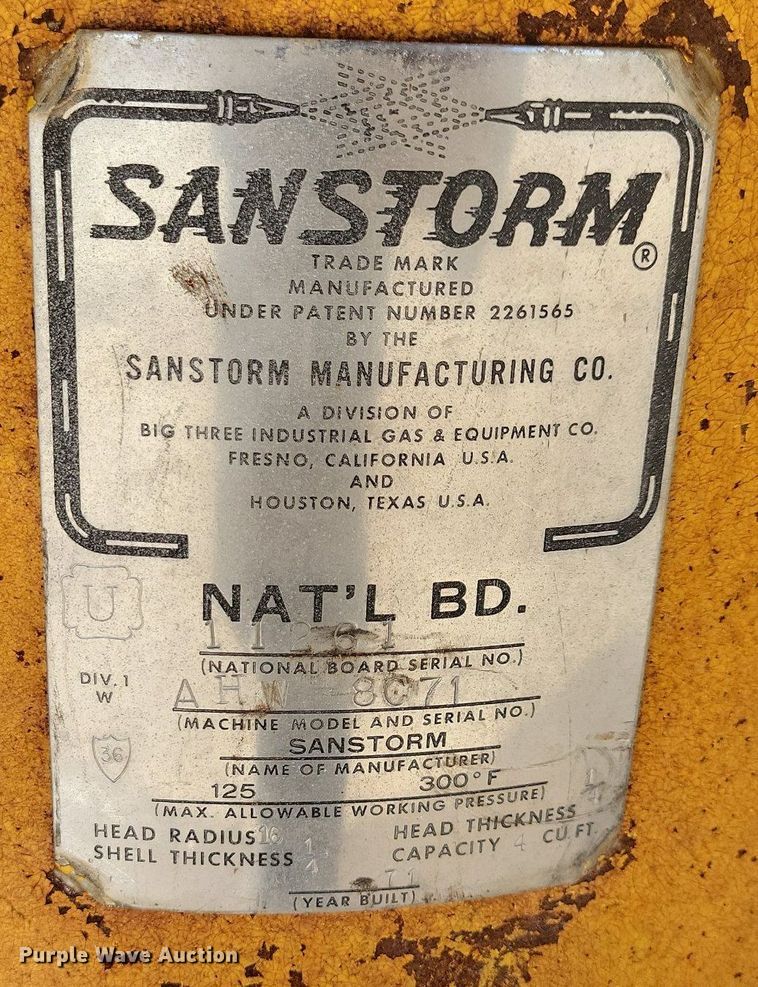 SANSTORM
®
TRADE MARK
MANUFACTURED
UNDER PATENT NUMBER 2261565
BY THE
SANSTORM MANUFACTURING CO.
A DIVISION OF
BIG THREE INDUSTRIAL GAS & EQUIPMENT CO.
FRESNO, CALIFORNIA U.S.A.
AND
HOUSTON, TEXAS U.S.A.
U
NAT'L BD.
(NATIONAL BOARD SERIAL NO.)
DIV. 1
W
AHW
(MACHINE MODEL AND SERIAL NO.)
36
SANSTORM
(NAME OF MANUFACTURER)
125 300°F
(MAX. ALLOWABLE WORKING PRESSURE)
HEAD RADIUS 16 HEAD THICKNESS 1/4
SHELL THICKNESS 1/4 CAPACITY 4 CU. FT.
71
(YEAR BUILT)
Purple Wave Auction